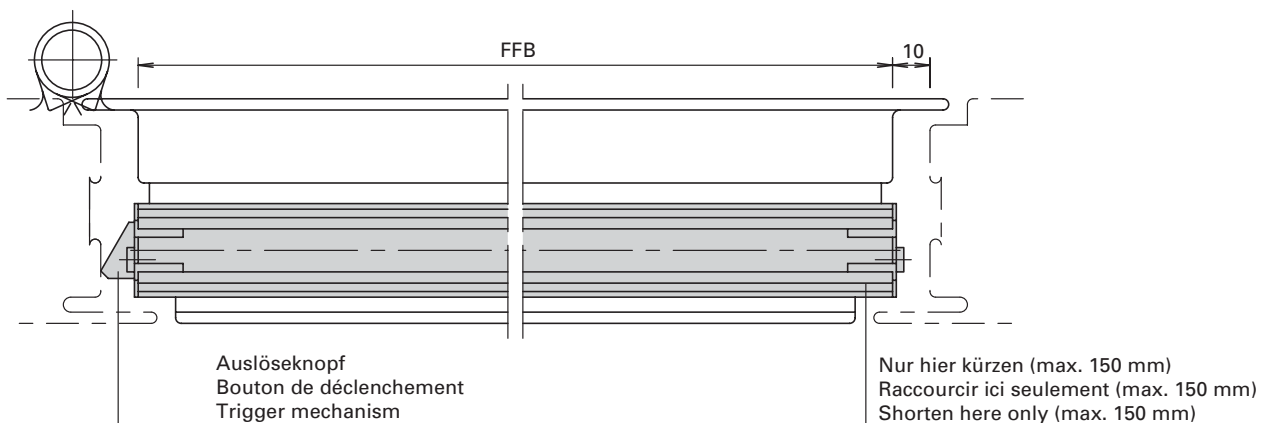 FFB
10
Auslöseknopf
Bouton de déclenchement
Trigger mechanism
Nur hier kürzen (max. 150 mm)
Raccourcir ici seulement (max. 150 mm)
Shorten here only (max. 150 mm)